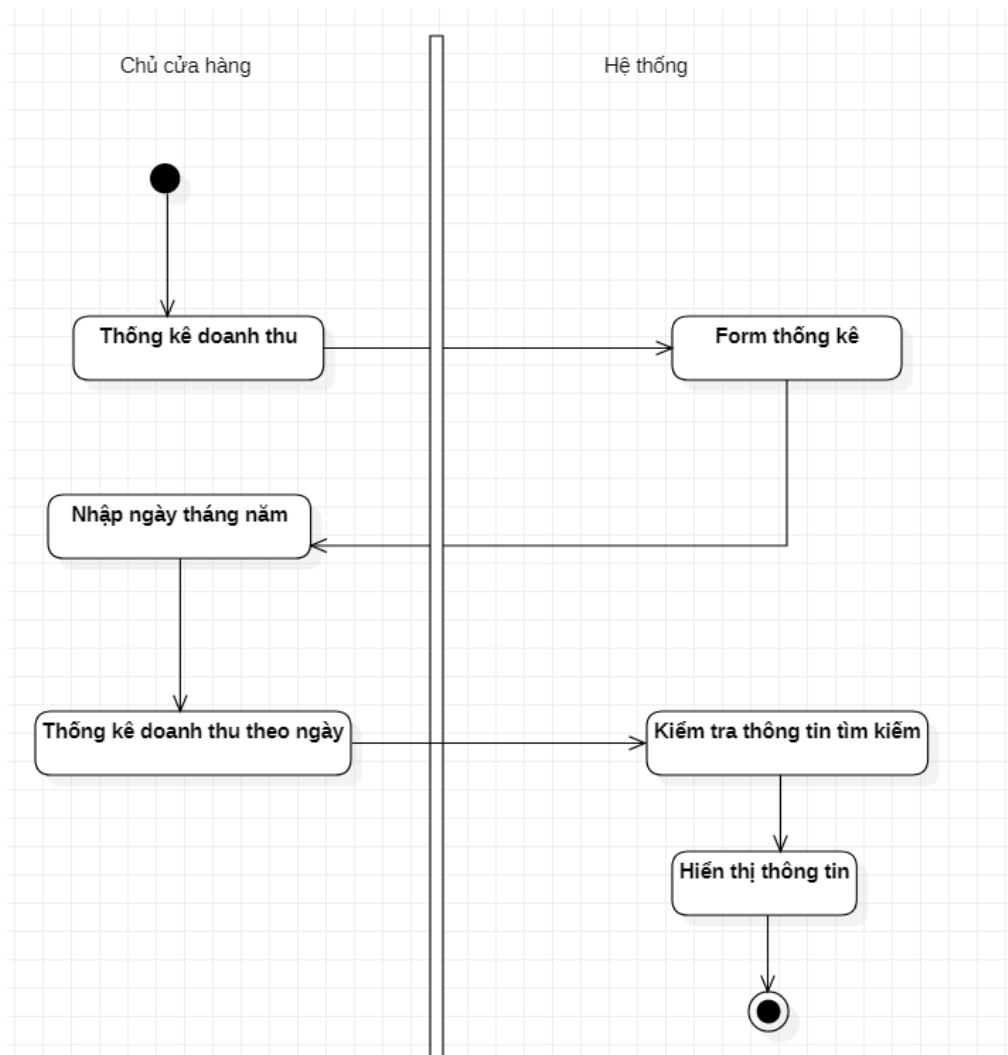 Chủ cửa hàng
Hệ thống
Thống kê doanh thu
Form thống kê
Nhập ngày tháng năm
Thống kê doanh thu theo ngày
Kiểm tra thông tin tìm kiếm
Hiển thị thông tin